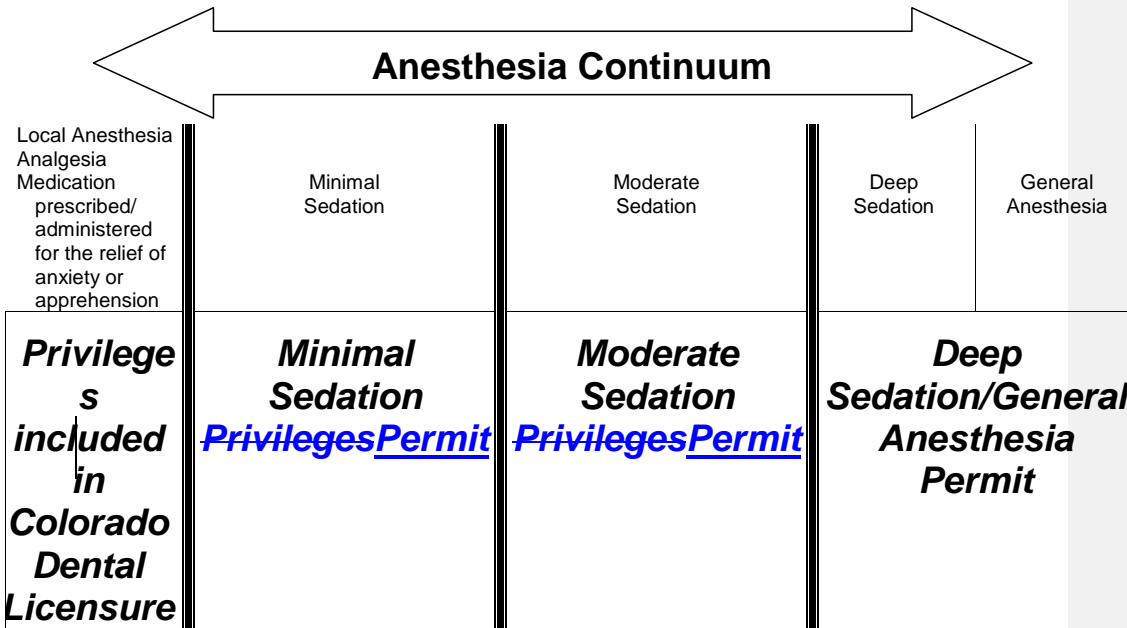 Anesthesia Continuum
Local Anesthesia
Analgesia
Medication
prescribed/
administered
for the relief of
anxiety or
apprehension
Minimal
Sedation
Moderate
Sedation
Deep
Sedation
General
Anesthesia
Privilege
s
included
in
Colorado
Dental
Licensure
Minimal
Sedation
PrivilegesPermit
Moderate
Sedation
PrivilegesPermit
Deep
Sedation/General
Anesthesia
Permit